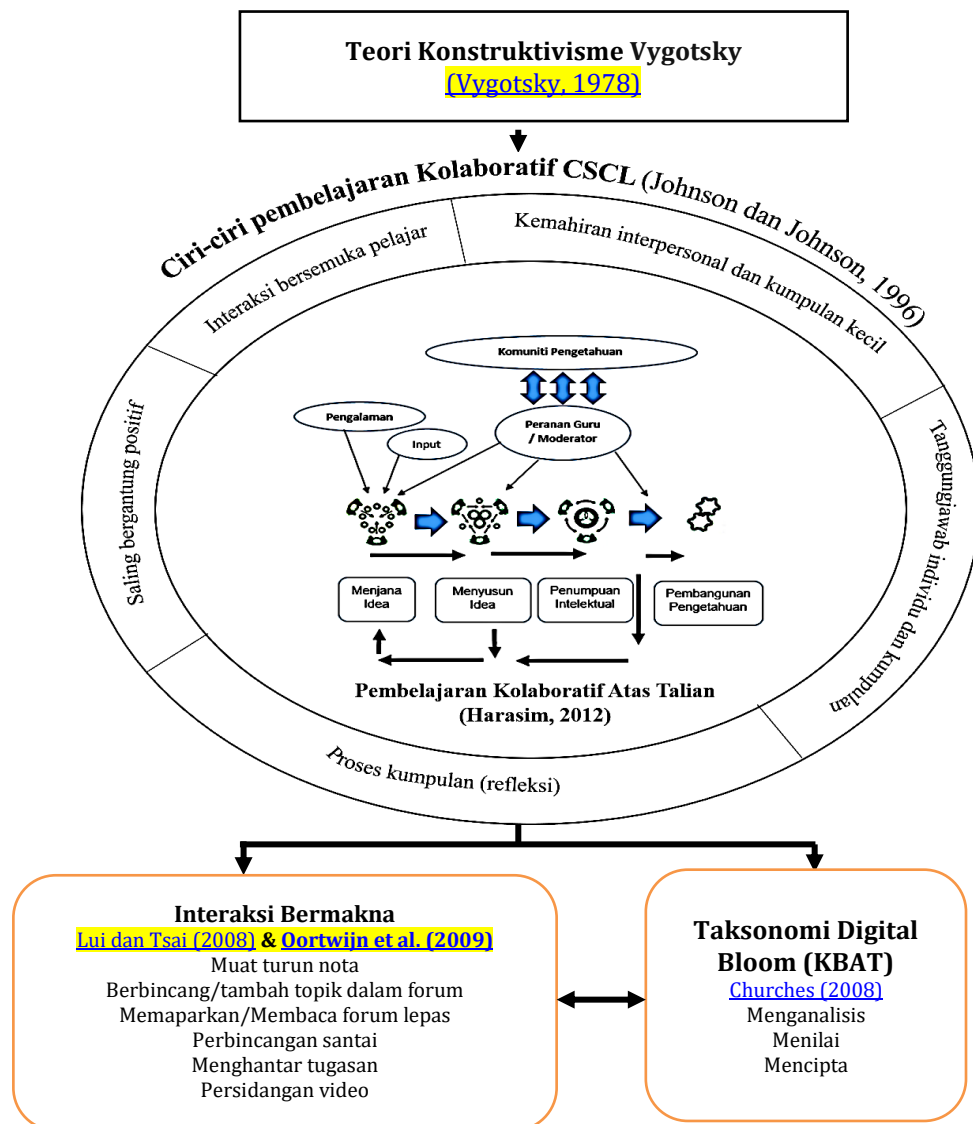 Teori Konstruktivisme Vygotsky
(Vygotsky, 1978)
Ciri-ciri pembelajaran Kolaboratif CSCL (Johnson dan Johnson, 1996)
Interaksi bersemuka pelajar
Kemahiran interpersonal dan kumpulan kecil
Saling bergantung positif
Tanggungjawab individu dan kumpulan
Komuniti Pengetahuan
Pengalaman
Input
Peranan Guru
/ Moderator
Menjana
Idea
Menyusun
Idea
Penumpuan
Intelektual
Pembangunan
Pengetahuan
Pembelajaran Kolaboratif Atas Talian
(Harasim, 2012)
Proses kumpulan (refleksi)
Interaksi Bermakna
Lui dan Tsai (2008) & Oortwijn et al. (2009)
Muat turun nota
Berbincang/tambah topik dalam forum
Memaparkan/Membaca forum lepas
Perbincangan santai
Menghantar tugasan
Persidangan video
Taksonomi Digital
Bloom (KBAT)
Churches (2008)
Menganalisis
Menilai
Mencipta